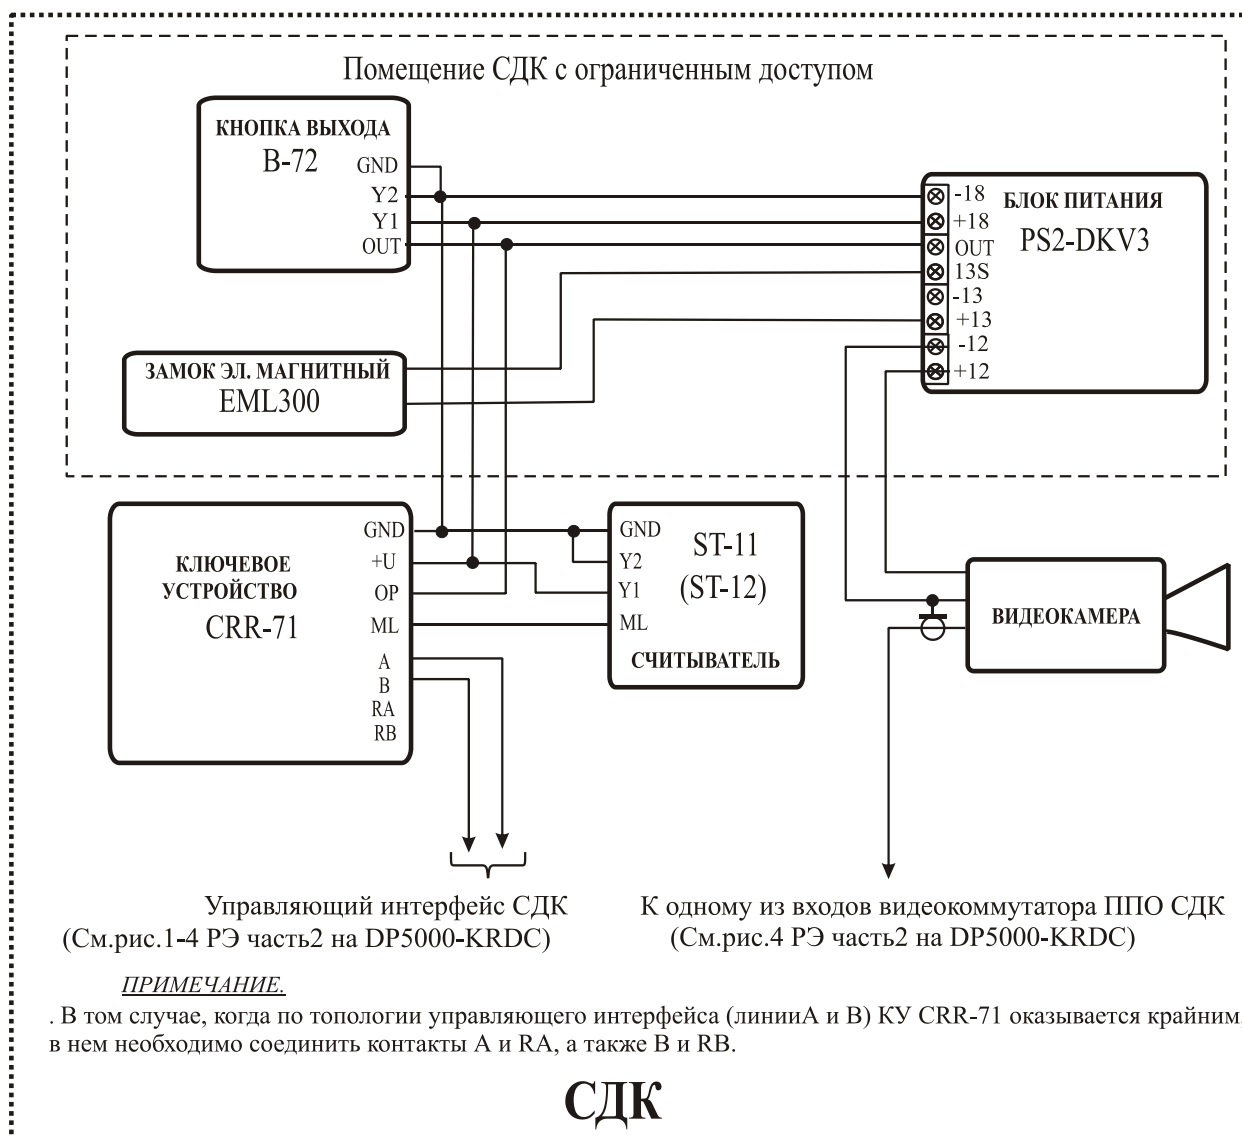 Помещение СДК с ограниченным доступом
КНОПКА ВЫХОДА
B-72
GND
Y2
Y1
OUT
-18
+18
OUT
13S
-13
+13
-12
+12
БЛОК ПИТАНИЯ
PS2-DKV3
ЗАМОК ЭЛ. МАГНИТНЫЙ
EML300
КЛЮЧЕВОЕ
УСТРОЙСТВО
CRR-71
GND
+U
OP
ML
A
B
RA
RB
GND
Y2
Y1
ML
ST-11
(ST-12)
СЧИТЫВАТЕЛЬ
ВИДЕОКАМЕРА
Управляющий интерфейс СДК
(См.рис.1-4 РЭ часть2 на DP5000-KRDC)
К одному из входов видеокоммутатора ППО СДК
(См.рис.4 РЭ часть2 на DP5000-KRDC)
ПРИМЕЧАНИЕ.
. В том случае, когда по топологии управляющего интерфейса (линииА и В) КУ CRR-71 оказывается крайним,
в нем необходимо соединить контакты А и RA, а также В и RB.
СДК